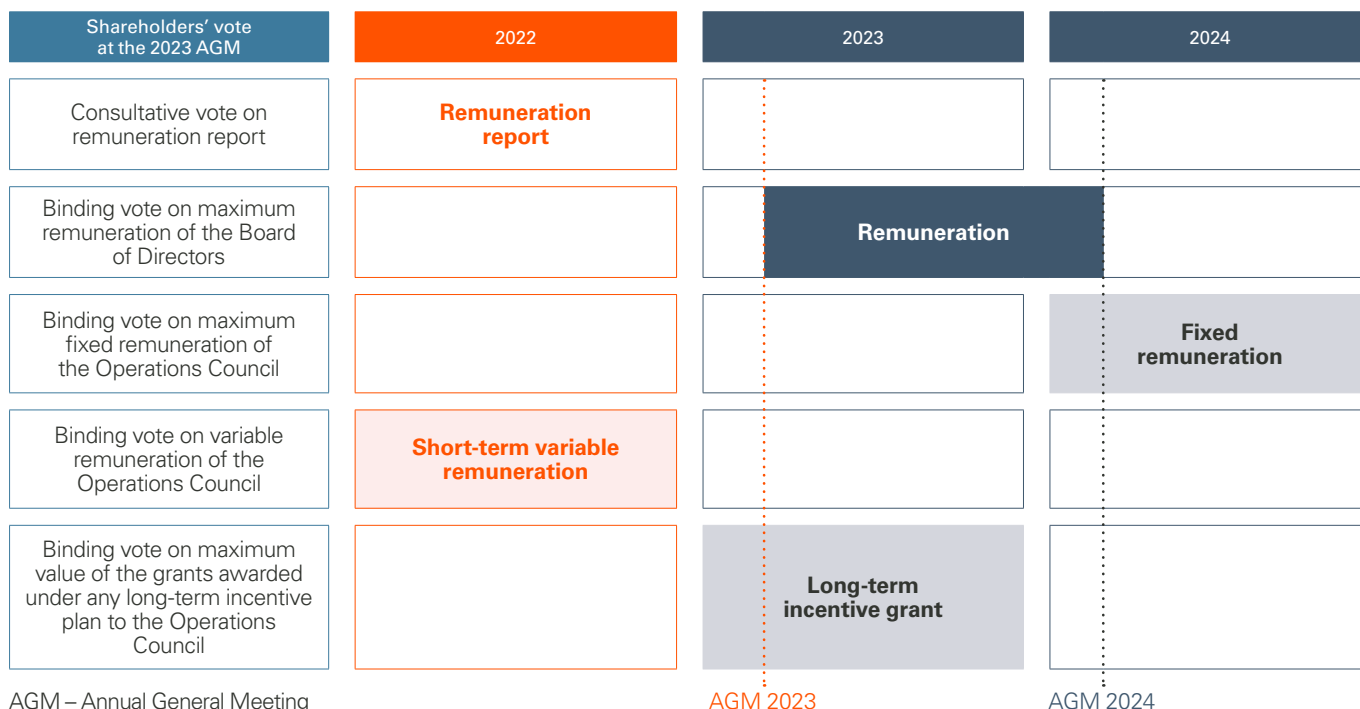 Shareholders' vote
at the 2023 AGM
2022
2023
2024
Consultative vote on
remuneration report
Remuneration
report
Binding vote on maximum
remuneration of the Board
of Directors
Remuneration
Binding vote on maximum
fixed remuneration of
the Operations Council
Fixed
remuneration
Binding vote on variable
remuneration of the
Operations Council
Short-term variable
remuneration
Binding vote on maximum
value of the grants awarded
under any long-term incentive
plan to the Operations
Council
Long-term
incentive grant
AGM – Annual General Meeting
AGM 2023
AGM 2024